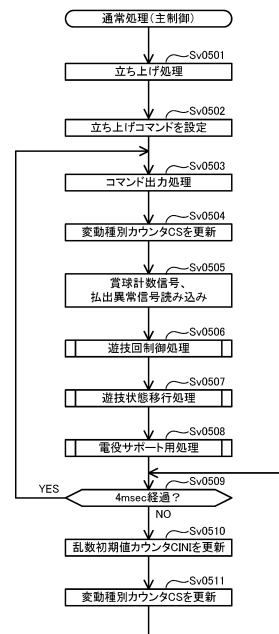 通常処理(主制御)
Sv0501
立ち上げ処理
Sv0502
立ち上げコマンドを設定
Sv0503
コマンド出力処理
Sv0504
変動種別カウンタCSを更新
Sv0505
賞球計数信号、
払出異常信号読み込み
Sv0506
遊技回制御処理
Sv0507
遊技状態移行処理
Sv0508
電役サポート用処理
Sv0509
YES
4msec経過?
NO
Sv0510
乱数初期値カウンタCINIを更新
Sv0511
変動種別カウンタCSを更新